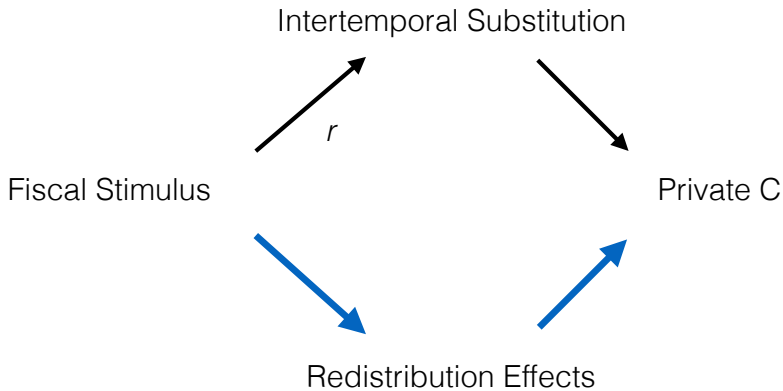 Intertemporal Substitution
r
Fiscal Stimulus
Private C
Redistribution Effects